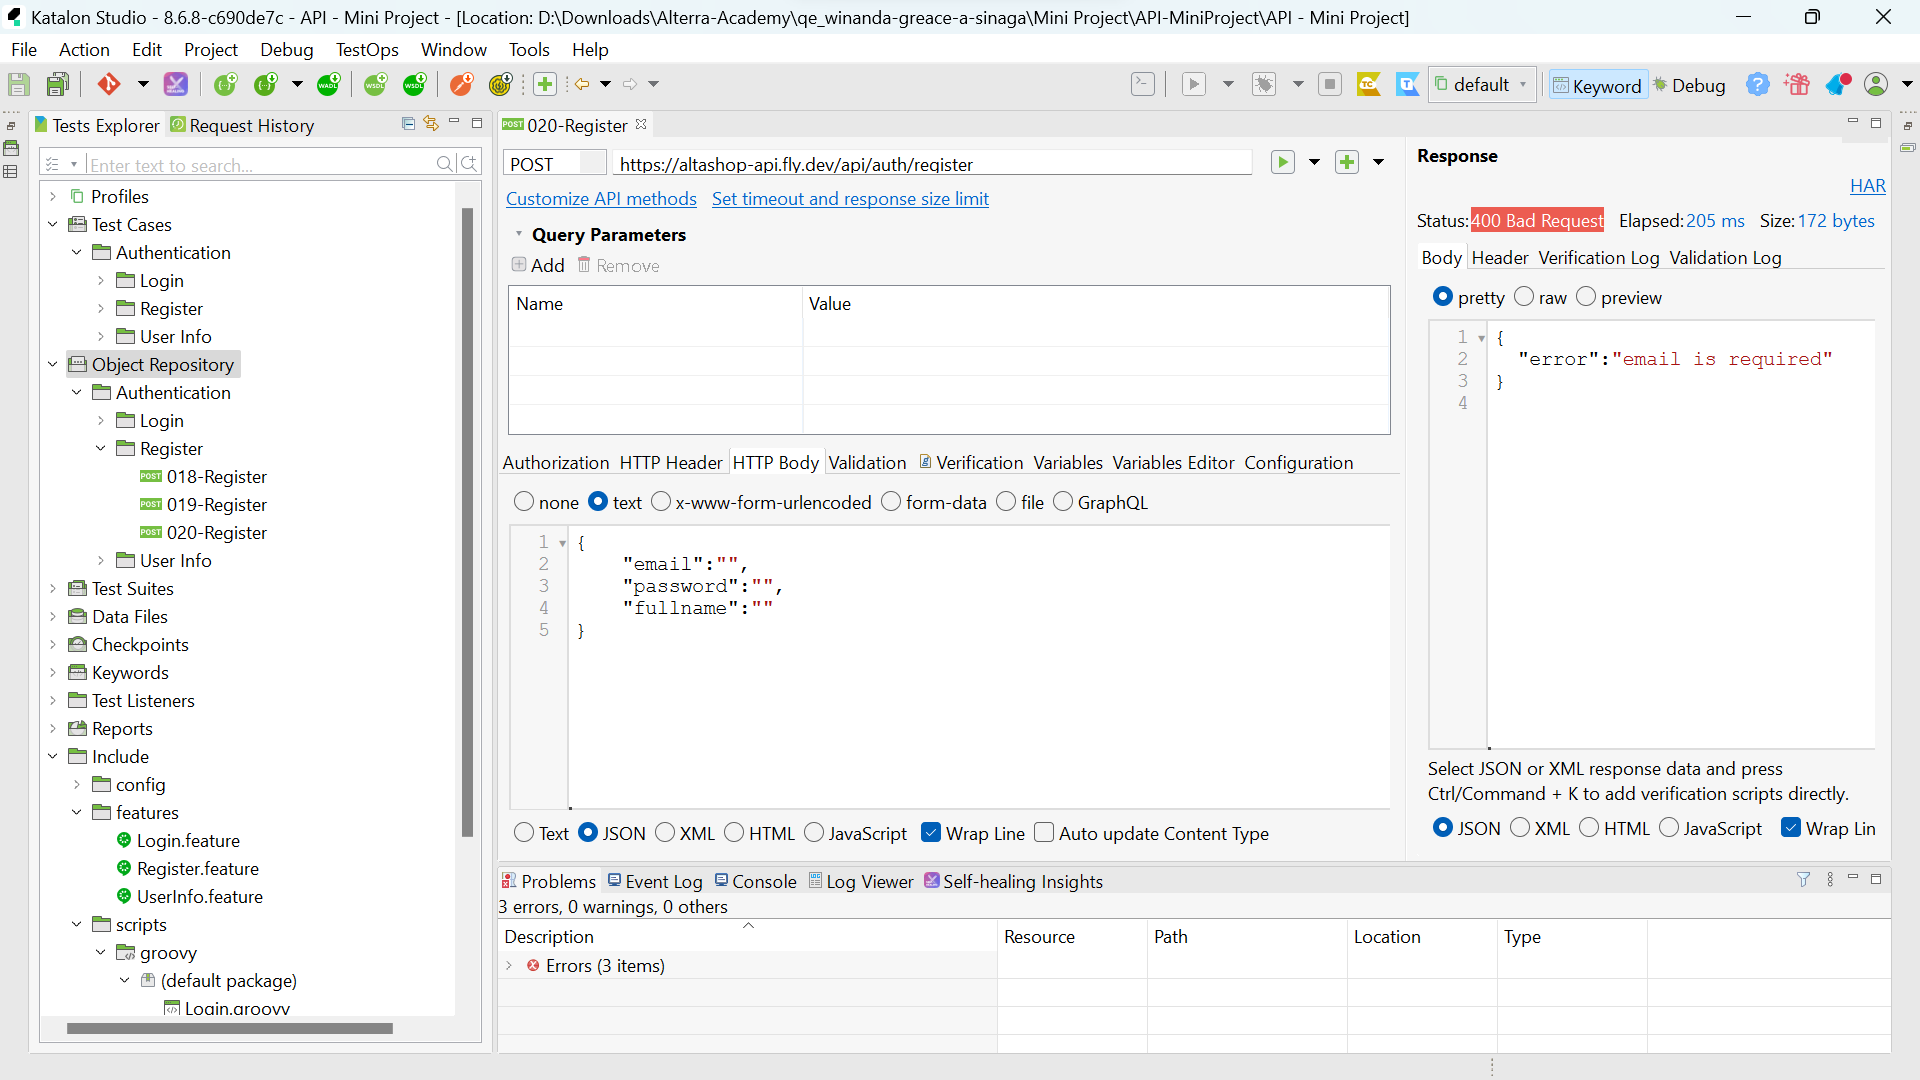 Katalon Studio - 8.6.8-c690de7c - API - Mini Project - [Location: D:\Downloads\Alterra-Academy\qe_winanda-greace-a-sinaga\Mini Project\API-MiniProject\API - Mini Project]
File Action Edit Project Debug TestOps Window Tools Help
default Keyword Debug
Tests Explorer Request History
Enter text to search...
Profiles
Test Cases
Authentication
Login
Register
User Info
Object Repository
Authentication
Login
Register
POST 018-Register
POST 019-Register
POST 020-Register
User Info
Test Suites
Data Files
Checkpoints
Keywords
Test Listeners
Reports
Include
config
features
Login.feature
Register.feature
UserInfo.feature
scripts
groovy
(default package)
Login.groovy
POST 020-Register
POST https://altashop-api.fly.dev/api/auth/register
Customize API methods Set timeout and response size limit
Query Parameters
Add Remove
Name Value
Authorization HTTP Header HTTP Body Validation Verification Variables Variables Editor Configuration
none text x-www-form-urlencoded form-data file GraphQL
1 {
2 "email":"",
3 "password":"",
4 "fullname":""
5 }
Text JSON XML HTML JavaScript Wrap Line Auto update Content Type
Response
HAR
Status: 400 Bad Request Elapsed: 205 ms Size: 172 bytes
Body Header Verification Log Validation Log
pretty raw preview
1 {
2 "error":"email is required"
3 }
4
Select JSON or XML response data and press
Ctrl/Command + K to add verification scripts directly.
JSON XML HTML JavaScript Wrap Lin
Problems Event Log Console Log Viewer Self-healing Insights
3 errors, 0 warnings, 0 others
Description Resource Path Location Type
Errors (3 items)